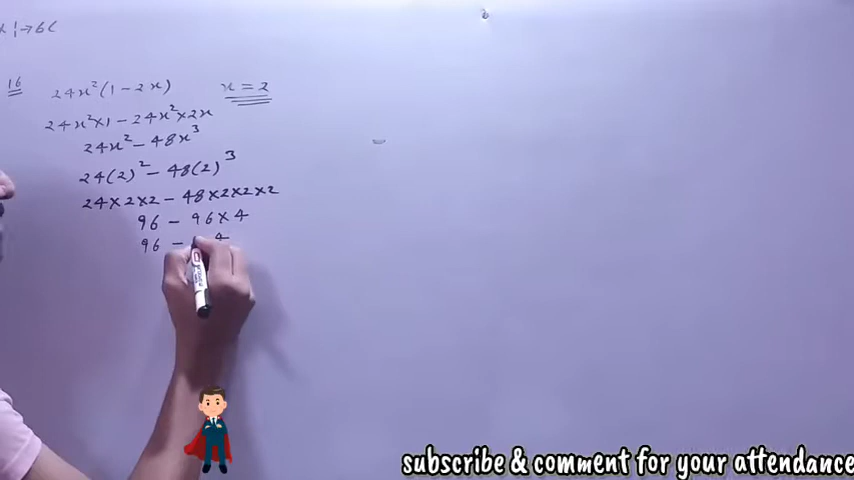 16
24x²(1-2x) x=2
24x²×1-24x²×2x
24x²-48x³
24(2)²-48(2)³
24×2×2-48×2×2×2
96-96×4
96- 4
subscribe & comment for your attendance